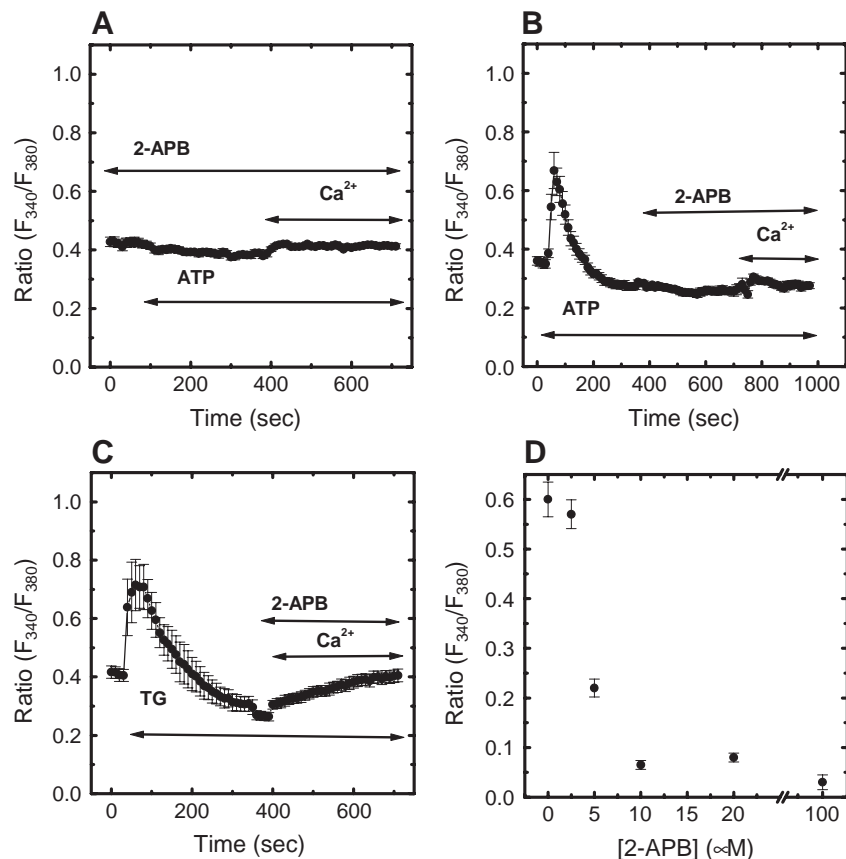 A
1.0
0.8
0.6
0.4
0.2
0.0
Ratio (F340/F380)
2-APB
Ca2+
ATP
0 200 400 600
Time (sec)
B
1.0
0.8
0.6
0.4
0.2
0.0
Ratio (F340/F380)
2-APB
Ca2+
ATP
0 200 400 600 800 1000
Time (sec)
C
1.0
0.8
0.6
0.4
0.2
0.0
Ratio (F340/F380)
2-APB
Ca2+
TG
0 200 400 600
Time (sec)
D
0.6
0.5
0.4
0.3
0.2
0.1
0.0
Ratio (F340/F380)
0 5 10 15 20 100
[2-APB] (∝M)